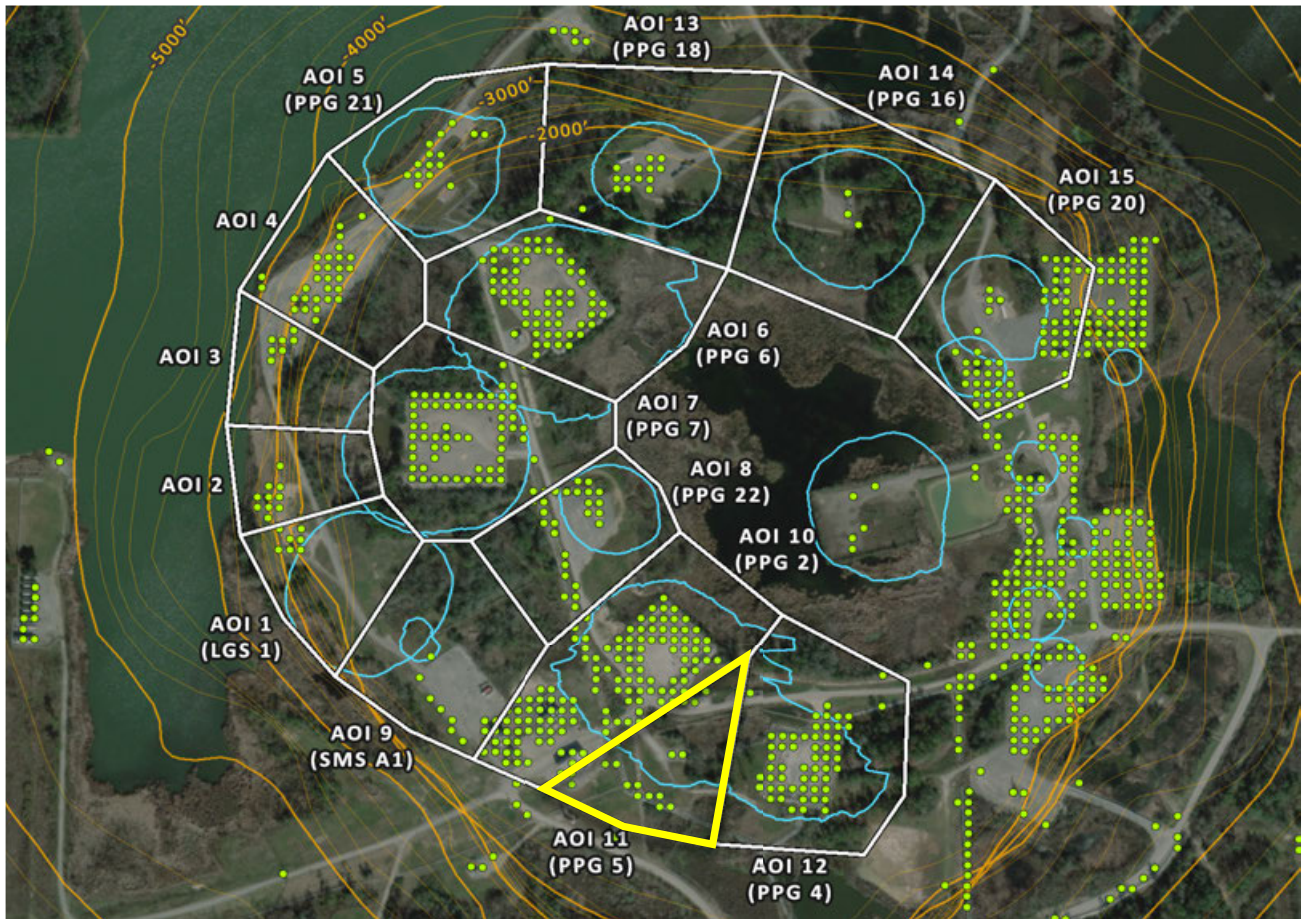 -5000'
-4000'
-3000'
-2000'
AOI 13
(PPG 18)
AOI 5
(PPG 21)
AOI 14
(PPG 16)
AOI 15
(PPG 20)
AOI 4
AOI 3
AOI 6
(PPG 6)
AOI 7
(PPG 7)
AOI 2
AOI 8
(PPG 22)
AOI 10
(PPG 2)
AOI 1
(LGS 1)
AOI 9
(SMS A1)
AOI 11
(PPG 5)
AOI 12
(PPG 4)